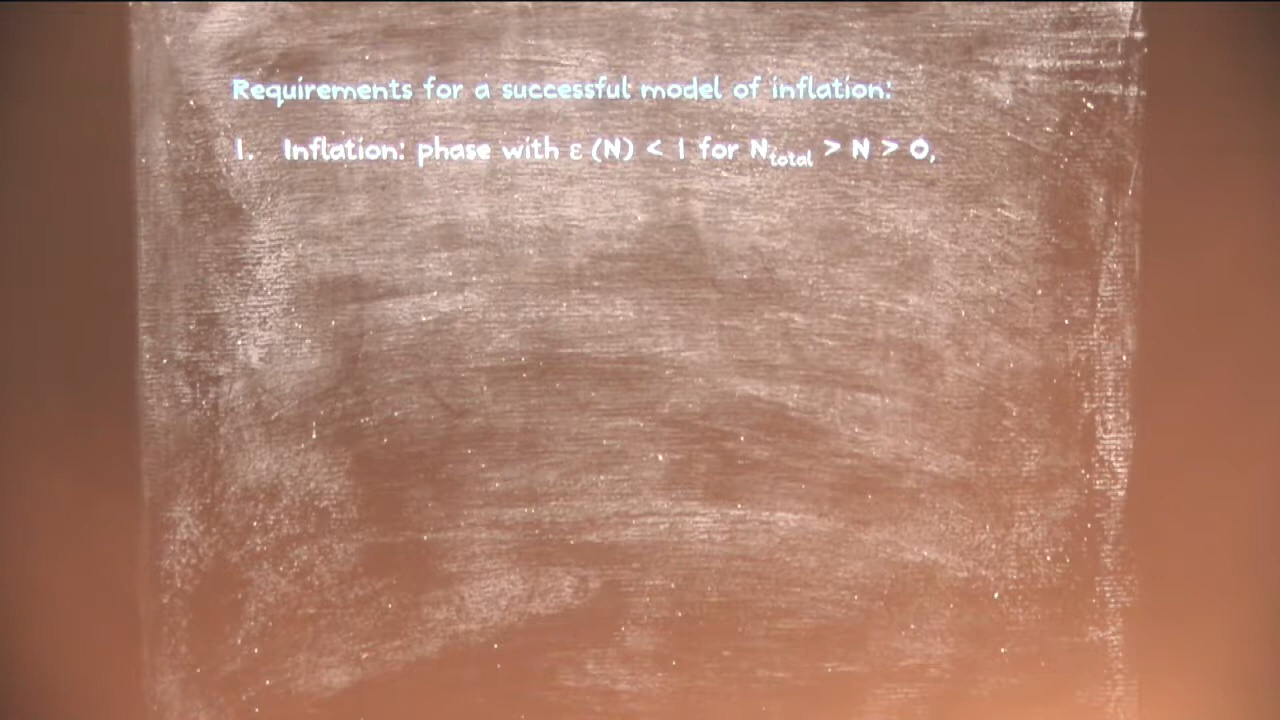 Requirements for a successful model of inflation:
1. Inflation: phase with ε (N) < 1 for N_total > N > 0,